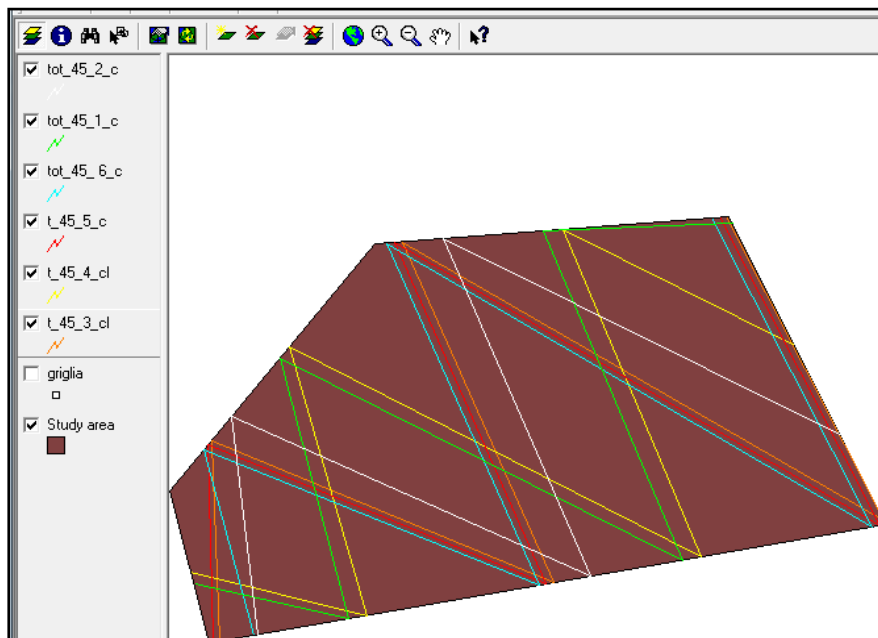 tot_45_2_c
tot_45_1_c
tot_45_ 6_c
t_45_5_c
t_45_4_cl
t_45_3_cl
griglia
Study area